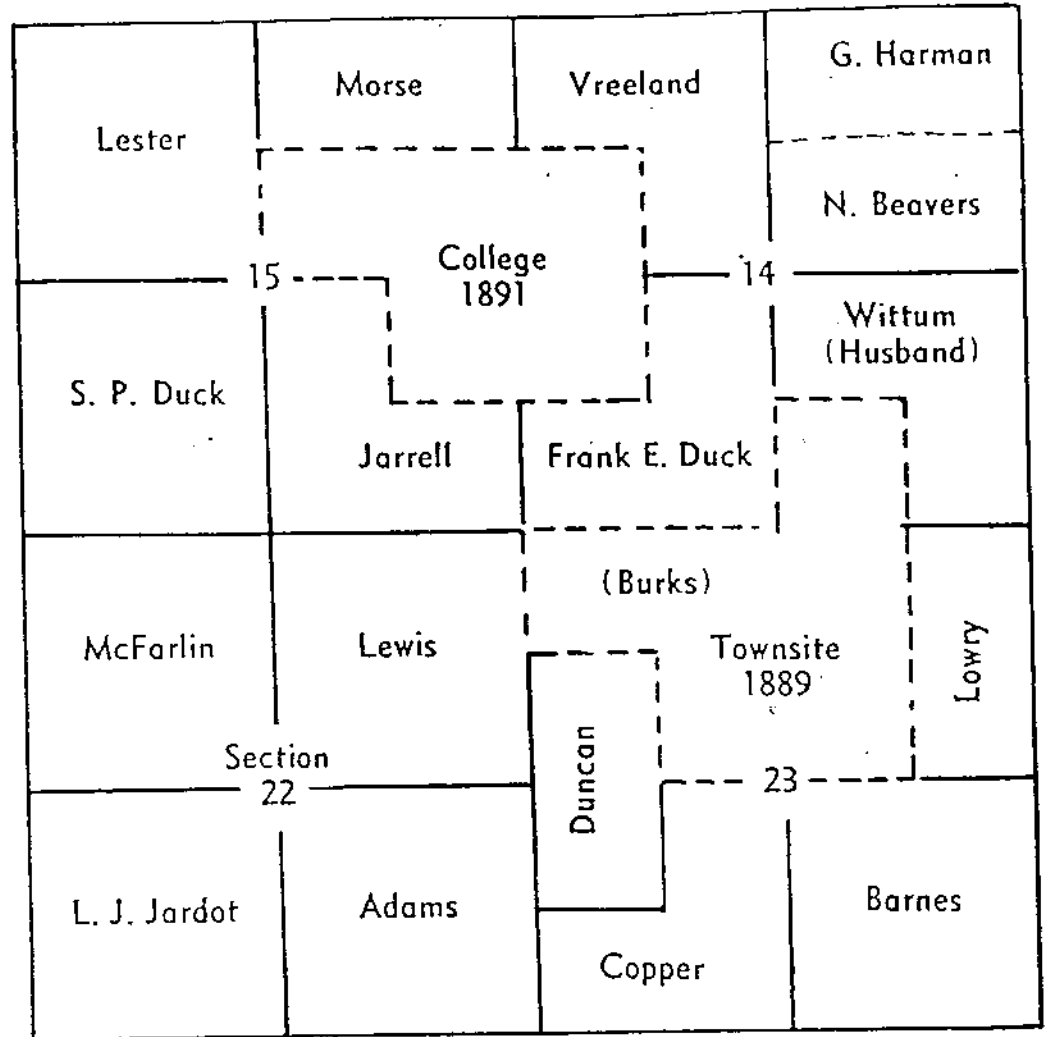 G. Harman
Morse
Vreeland
Lester
N. Beavers
College
1891
15
14
Wittum
(Husband)
S. P. Duck
Jarrell
Frank E. Duck
(Burks)
McFarlin
Lewis
Townsite
1889
Lowry
Section
22
Duncan
23
L. J. Jardot
Adams
Barnes
Copper